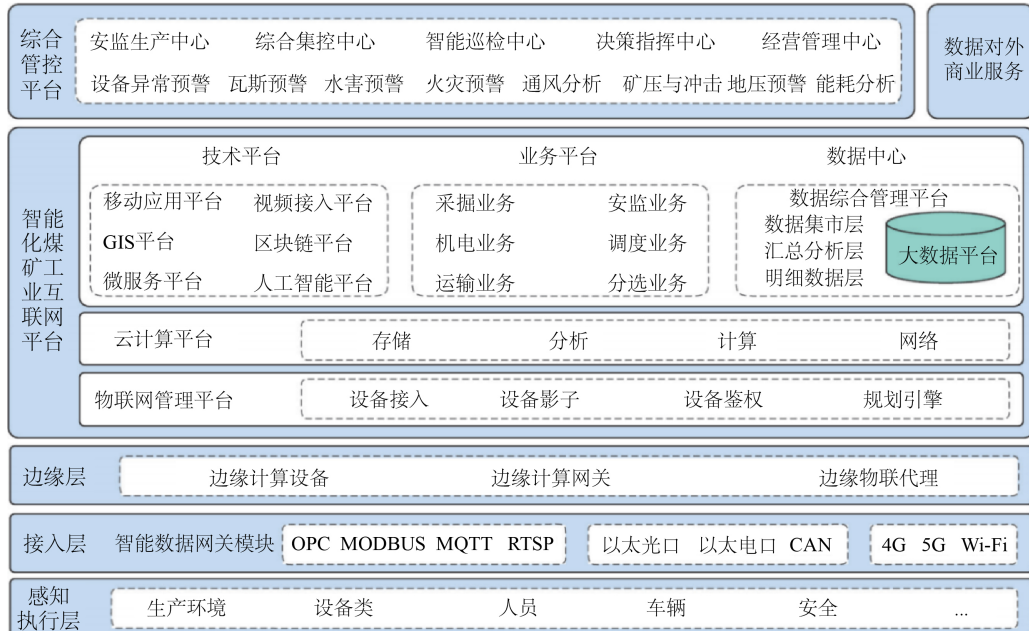 综合
管控
平台
安监生产中心 综合集控中心 智能巡检中心 决策指挥中心 经营管理中心
设备异常预警 瓦斯预警 水害预警 火灾预警 通风分析 矿压与冲击 地压预警 能耗分析
数据对外
商业服务
智能
化煤
矿工
业互
联网
平台
技术平台 业务平台 数据中心
移动应用平台 视频接入平台
GIS平台 区块链平台
微服务平台 人工智能平台
采掘业务 安监业务
机电业务 调度业务
运输业务 分选业务
数据综合管理平台
数据集市层
汇总分析层
明细数据层
大数据平台
云计算平台 存储 分析 计算 网络
物联网管理平台 设备接入 设备影子 设备鉴权 规划引擎
边缘层 边缘计算设备 边缘计算网关 边缘物联代理
接入层 智能数据网关模块 OPC MODBUS MQTT RTSP 以太光口 以太电口 CAN 4G 5G Wi-Fi
感知
执行层
生产环境 设备类 人员 车辆 安全 ...